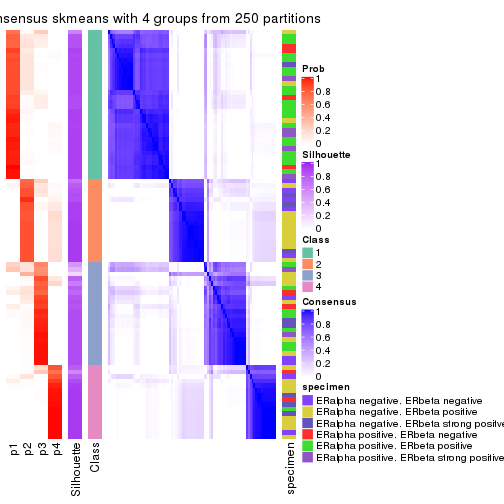 nsensus skmeans with 4 groups from 250 partitions
Prob
1
0.8
0.6
0.4
0.2
0
Silhouette
1
0.8
0.6
0.4
0.2
0
Class
1
2
3
4
Consensus
1
0.8
0.6
0.4
0.2
0
specimen
ERalpha negative. ERbeta negative
ERalpha negative. ERbeta positive
ERalpha negative. ERbeta strong positive
ERalpha positive. ERbeta negative
ERalpha positive. ERbeta positive
ERalpha positive. ERbeta strong positive
p1
p2
p3
p4
Silhouette
Class
specimen